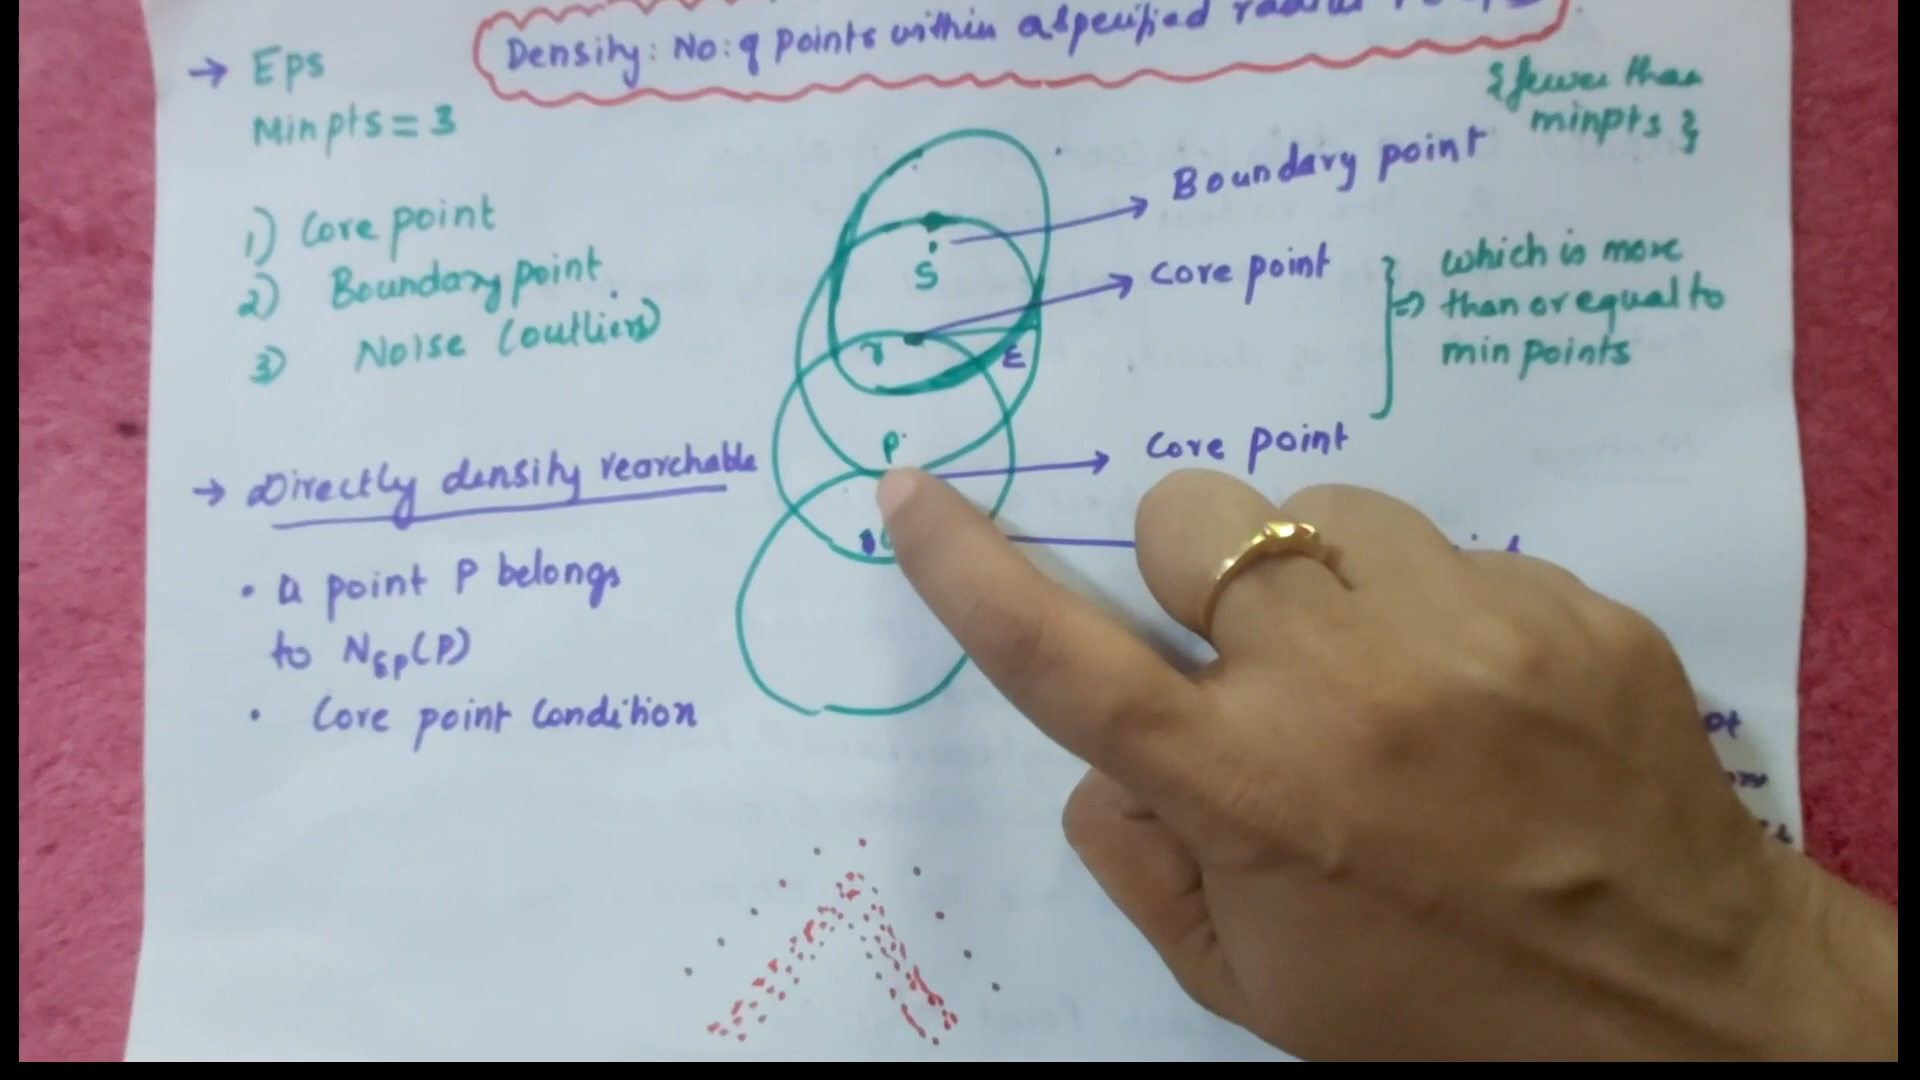 Density: No: of points within a specified radius
→ Eps
Minpts = 3
{ fewer than
minpts }
Boundary point
1) Core point
2) Boundary point
3) Noise (outliers)
S
core point
r
E
} ⇒ which is more
than or equal to
min points
P
core point
→ Directly density rearchable
• a point P belongs
to NEP(P)
• Core point Condition